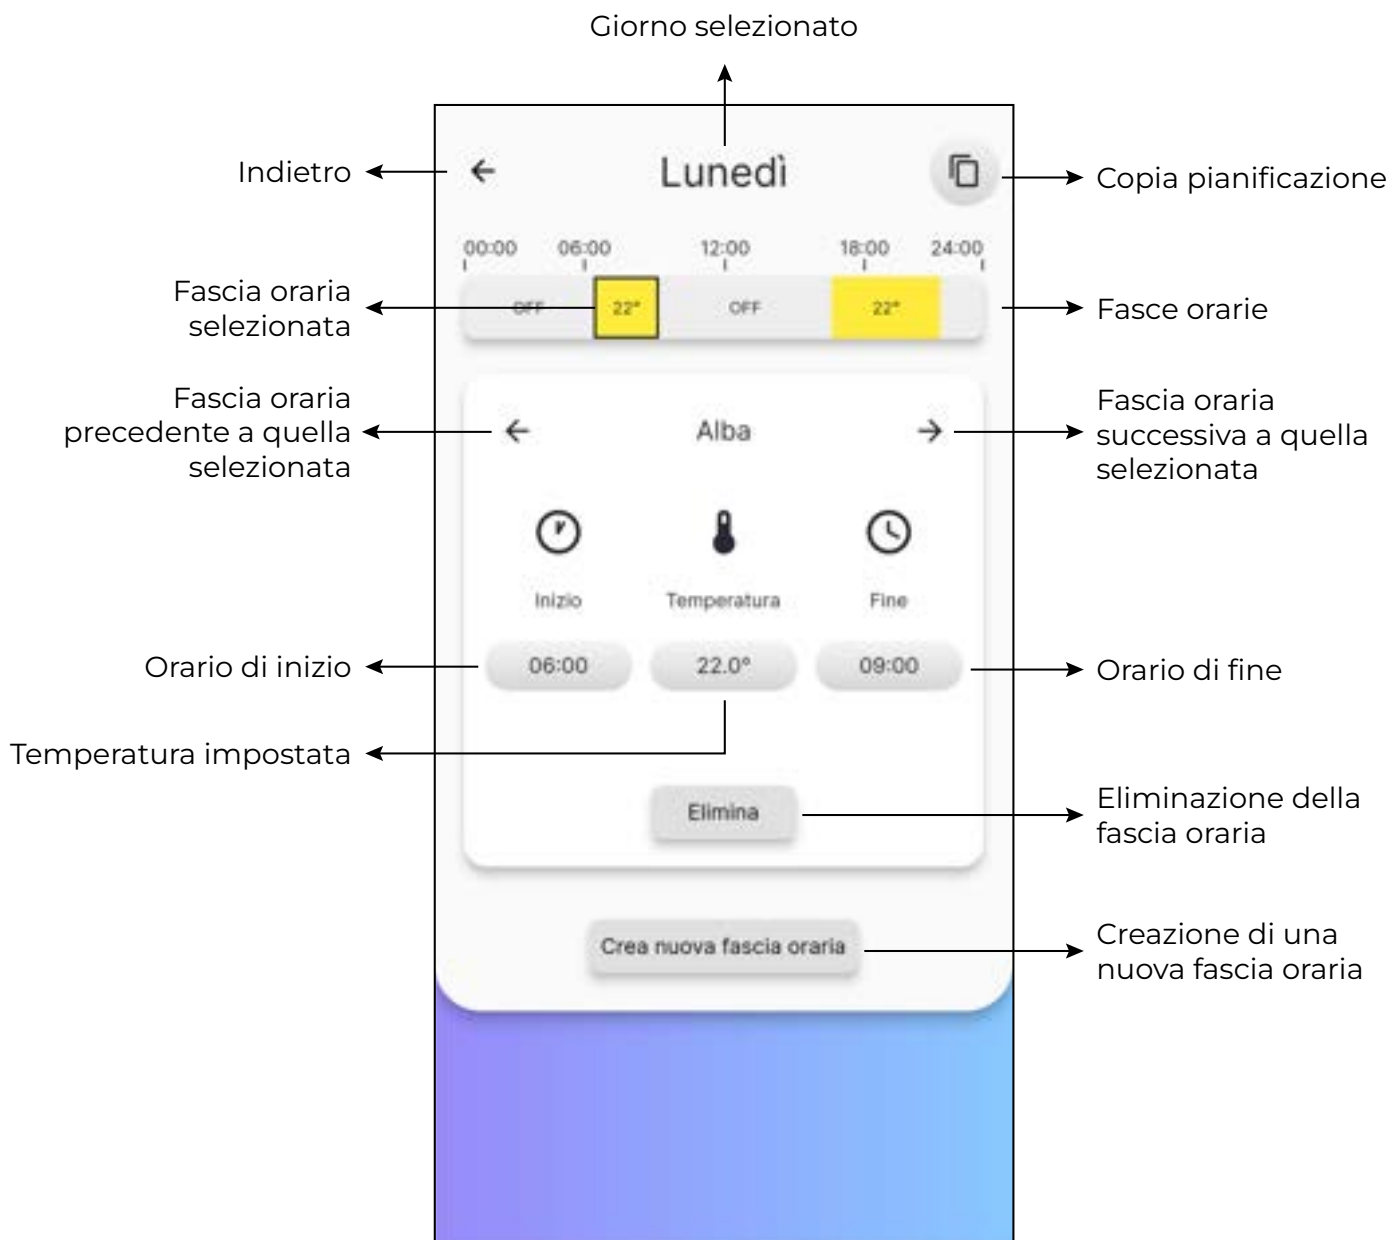 Giorno selezionato
Indietro
Lunedì
Copia pianificazione
00:00 06:00 12:00 18:00 24:00
Fascia oraria
selezionata
OFF 22° OFF 22°
Fasce orarie
Fascia oraria
precedente a quella
selezionata
Alba
Fascia oraria
successiva a quella
selezionata
Inizio Temperatura Fine
Orario di inizio
06:00 22.0° 09:00
Orario di fine
Temperatura impostata
Elimina
Eliminazione della
fascia oraria
Crea nuova fascia oraria
Creazione di una
nuova fascia oraria